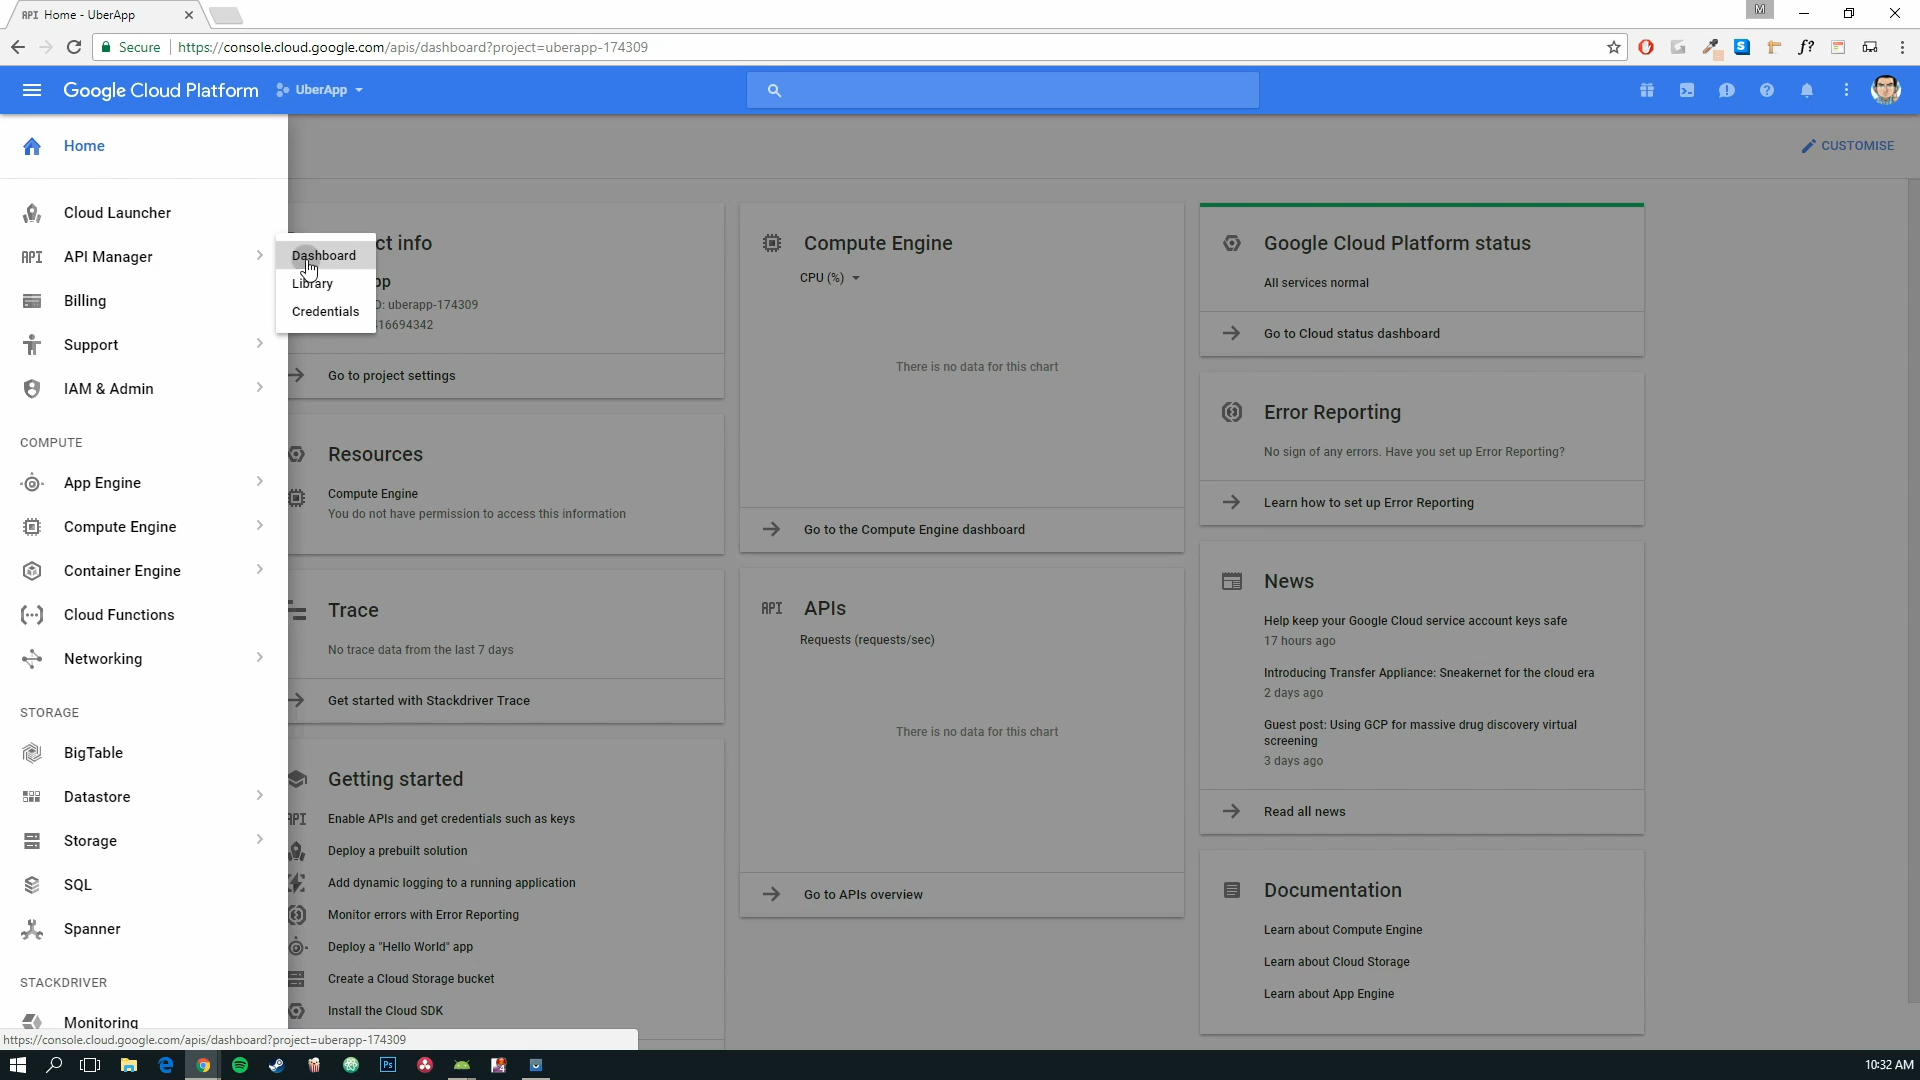 API Home - UberApp
M
Secure https://console.cloud.google.com/apis/dashboard?project=uberapp-174309
Google Cloud Platform UberApp
Home
CUSTOMISE
Cloud Launcher
API API Manager
Billing
Support
IAM & Admin
COMPUTE
App Engine
Compute Engine
Container Engine
Cloud Functions
Networking
STORAGE
BigTable
Datastore
Storage
SQL
Spanner
STACKDRIVER
Monitoring
Dashboard
Library
Credentials
ct info
pp
D: uberapp-174309
16694342
Go to project settings
Resources
Compute Engine
You do not have permission to access this information
Trace
No trace data from the last 7 days
Get started with Stackdriver Trace
Getting started
API Enable APIs and get credentials such as keys
Deploy a prebuilt solution
Add dynamic logging to a running application
Monitor errors with Error Reporting
Deploy a "Hello World" app
Create a Cloud Storage bucket
Install the Cloud SDK
Compute Engine
CPU (%)
There is no data for this chart
Go to the Compute Engine dashboard
API APIs
Requests (requests/sec)
There is no data for this chart
Go to APIs overview
Google Cloud Platform status
All services normal
Go to Cloud status dashboard
Error Reporting
No sign of any errors. Have you set up Error Reporting?
Learn how to set up Error Reporting
News
Help keep your Google Cloud service account keys safe
17 hours ago
Introducing Transfer Appliance: Sneakernet for the cloud era
2 days ago
Guest post: Using GCP for massive drug discovery virtual
screening
3 days ago
Read all news
Documentation
Learn about Compute Engine
Learn about Cloud Storage
Learn about App Engine
https://console.cloud.google.com/apis/dashboard?project=uberapp-174309
Ps
10:32 AM